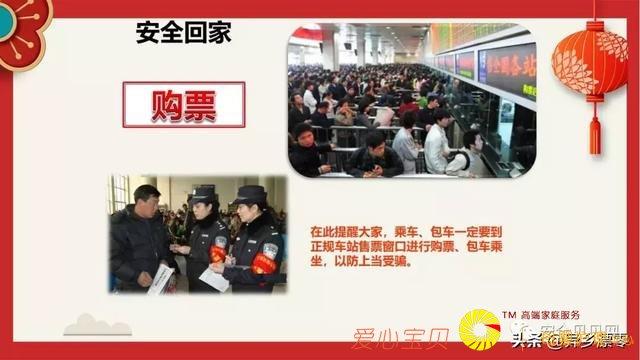 安全回家
购票
在此提醒大家，乘车、包车一定要到
正规车站售票窗口进行购票、包车乘
坐，以防上当受骗。
TM 高端家庭服务
爱心宝贝
头条@异乡漂零